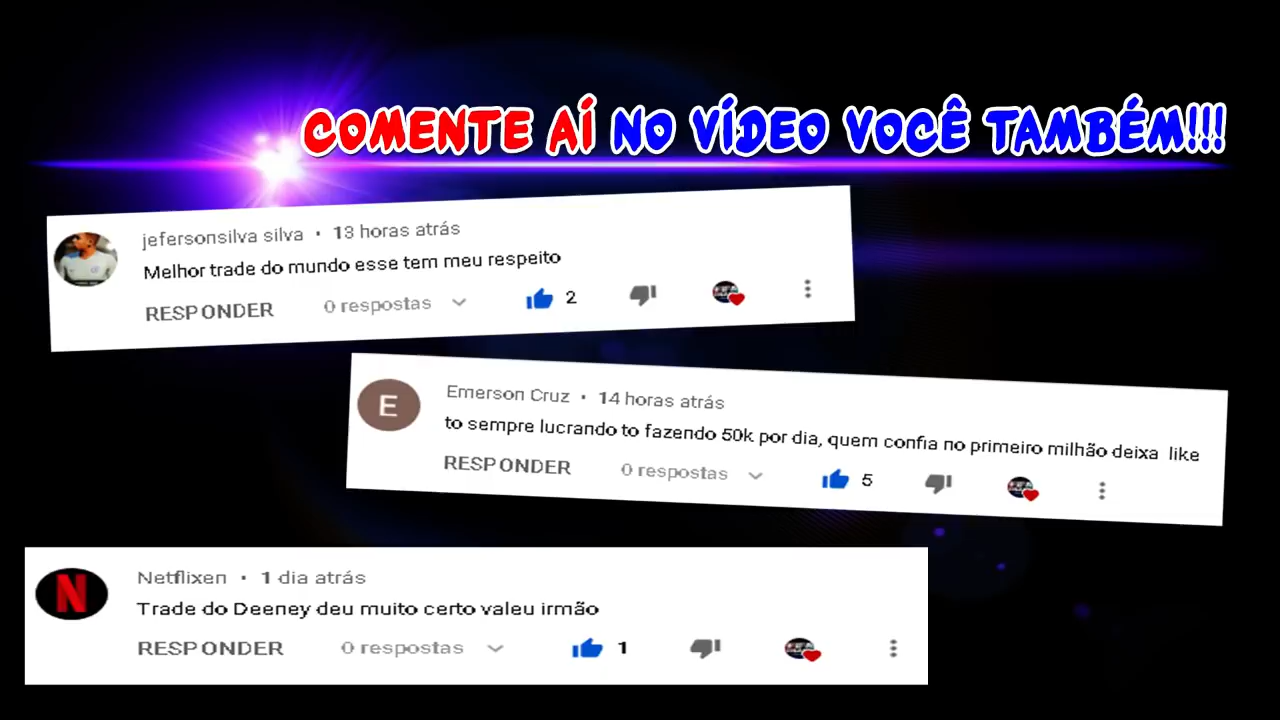 COMENTE AÍ NO VÍDEO VOCÊ TAMBÉM!!!
jefersonsilva silva · 13 horas atrás
Melhor trade do mundo esse tem meu respeito
RESPONDER 0 respostas 2
E
Emerson Cruz · 14 horas atrás
to sempre lucrando to fazendo 50k por dia, quem confia no primeiro milhão deixa like
RESPONDER 0 respostas 5
N
Netflixen · 1 dia atrás
Trade do Deeney deu muito certo valeu irmão
RESPONDER 0 respostas 1